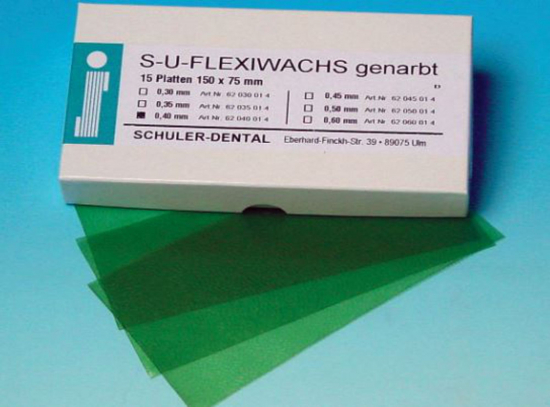 S-U-FLEXIWACHS genarbt
15 Platten 150 x 75 mm
☐ 0,30 mm Art.Nr. 62 030 01 4 ☐ 0,45 mm Art.Nr. 62 045 01 4
☐ 0,35 mm Art.Nr. 62 035 01 4 ☐ 0,50 mm Art.Nr. 62 050 01 4
■ 0,40 mm Art.Nr. 62 040 01 4 ☐ 0,60 mm Art.Nr. 62 060 01 4
SCHULER-DENTAL Eberhard-Finckh-Str. 39 • 89075 Ulm